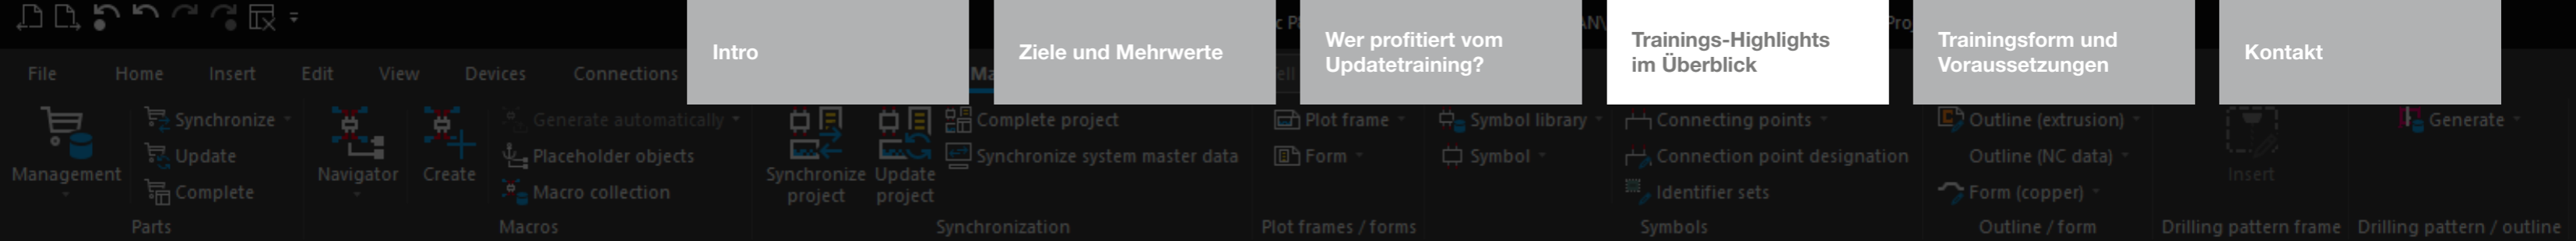 Intro
Ziele und Mehrwerte
Wer profitiert vom
Updatetraining?
Trainings-Highlights
im Überblick
Trainingsform und
Voraussetzungen
Kontakt
File Home Insert Edit View Devices Connections
Management
Synchronize
Update
Complete
Parts
Navigator
Create
Generate automatically
Placeholder objects
Macro collection
Macros
Synchronize
project
Update
project
Complete project
Synchronize system master data
Synchronization
Plot frame
Form
Plot frames / forms
Symbol library
Symbol
Connecting points
Connection point designation
Identifier sets
Symbols
Outline (extrusion)
Outline (NC data)
Form (copper)
Outline / form
Insert
Drilling pattern frame
Generate
Drilling pattern / outline